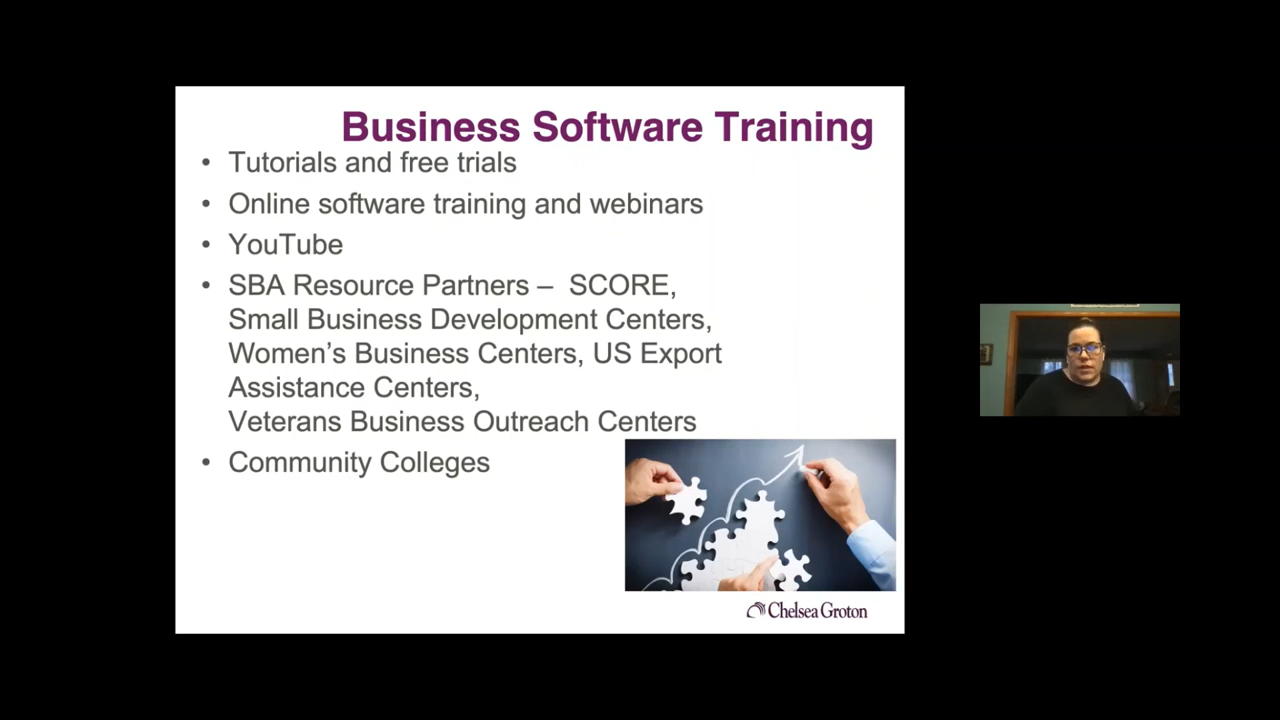 Business Software Training
• Tutorials and free trials
• Online software training and webinars
• YouTube
• SBA Resource Partners – SCORE,
Small Business Development Centers,
Women’s Business Centers, US Export
Assistance Centers,
Veterans Business Outreach Centers
• Community Colleges
Chelsea Groton